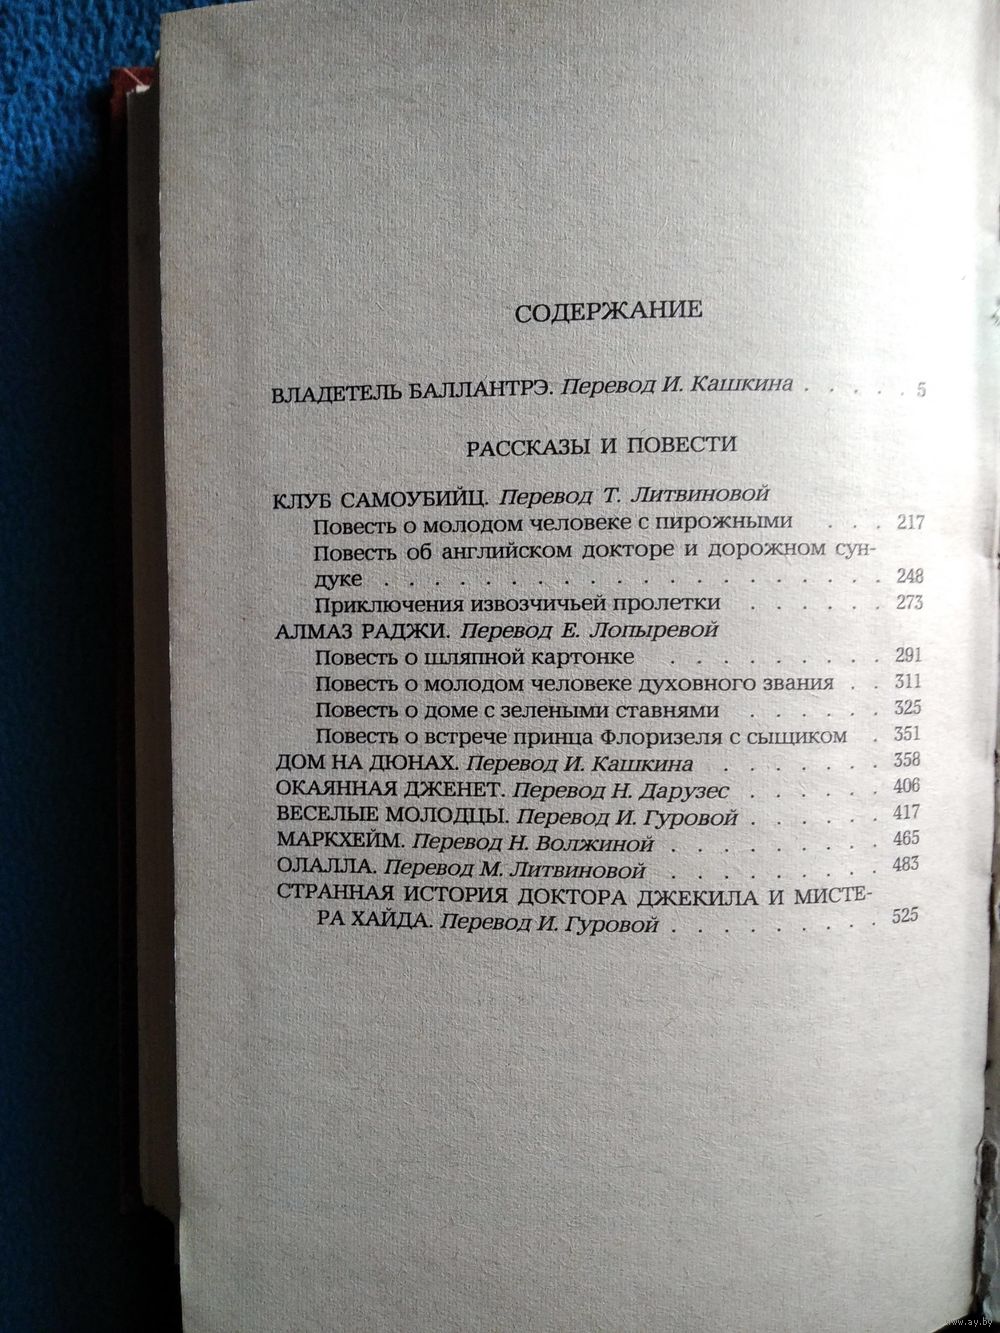 СОДЕРЖАНИЕ
ВЛАДЕТЕЛЬ БАЛЛАНТРЭ. Перевод И. Кашкина . . . . . 5
РАССКАЗЫ И ПОВЕСТИ
КЛУБ САМОУБИЙЦ. Перевод Т. Литвиновой
Повесть о молодом человеке с пирожными . . . 217
Повесть об английском докторе и дорожном сун-
дуке . . . . . . . . . . . . . . . . . . 248
Приключения извозчичьей пролетки . . . . . . 273
АЛМАЗ РАДЖИ. Перевод Е. Лопыревой
Повесть о шляпной картонке . . . . . . . . . 291
Повесть о молодом человеке духовного звания . . 311
Повесть о доме с зелеными ставнями . . . . . . 325
Повесть о встрече принца Флоризеля с сыщиком . 351
ДОМ НА ДЮНАХ. Перевод И. Кашкина . . . . . . . 358
ОКАЯННАЯ ДЖЕНЕТ. Перевод Н. Дарузес . . . . . . 406
ВЕСЕЛЫЕ МОЛОДЦЫ. Перевод И. Гуровой . . . . . . 417
МАРКХЕЙМ. Перевод Н. Волжиной . . . . . . . . . 465
ОЛАЛЛА. Перевод М. Литвиновой . . . . . . . . . 483
СТРАННАЯ ИСТОРИЯ ДОКТОРА ДЖЕКИЛА И МИСТЕ-
РА ХАЙДА. Перевод И. Гуровой . . . . . . . . . 525
www.ay.by